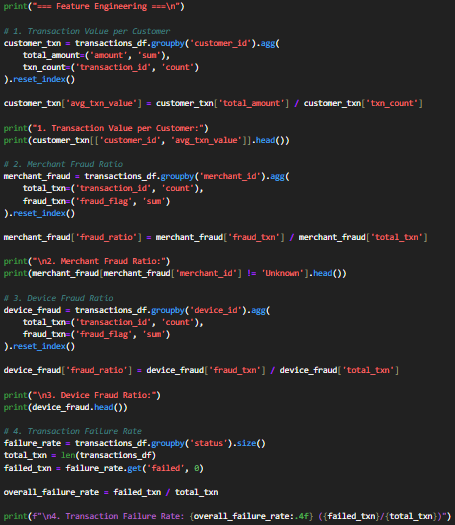 print("=== Feature Engineering ===\n")
# 1. Transaction Value per Customer
customer_txn = transactions_df.groupby('customer_id').agg(
    total_amount=('amount', 'sum'),
    txn_count=('transaction_id', 'count')
).reset_index()
customer_txn['avg_txn_value'] = customer_txn['total_amount'] / customer_txn['txn_count']
print("1. Transaction Value per Customer:")
print(customer_txn[['customer_id', 'avg_txn_value']].head())
# 2. Merchant Fraud Ratio
merchant_fraud = transactions_df.groupby('merchant_id').agg(
    total_txn=('transaction_id', 'count'),
    fraud_txn=('fraud_flag', 'sum')
).reset_index()
merchant_fraud['fraud_ratio'] = merchant_fraud['fraud_txn'] / merchant_fraud['total_txn']
print("\n2. Merchant Fraud Ratio:")
print(merchant_fraud[merchant_fraud['merchant_id'] != 'Unknown'].head())
# 3. Device Fraud Ratio
device_fraud = transactions_df.groupby('device_id').agg(
    total_txn=('transaction_id', 'count'),
    fraud_txn=('fraud_flag', 'sum')
).reset_index()
device_fraud['fraud_ratio'] = device_fraud['fraud_txn'] / device_fraud['total_txn']
print("\n3. Device Fraud Ratio:")
print(device_fraud.head())
# 4. Transaction Failure Rate
failure_rate = transactions_df.groupby('status').size()
total_txn = len(transactions_df)
failed_txn = failure_rate.get('failed', 0)
overall_failure_rate = failed_txn / total_txn
print(f"\n4. Transaction Failure Rate: {overall_failure_rate:.4f} ({failed_txn}/{total_txn})")